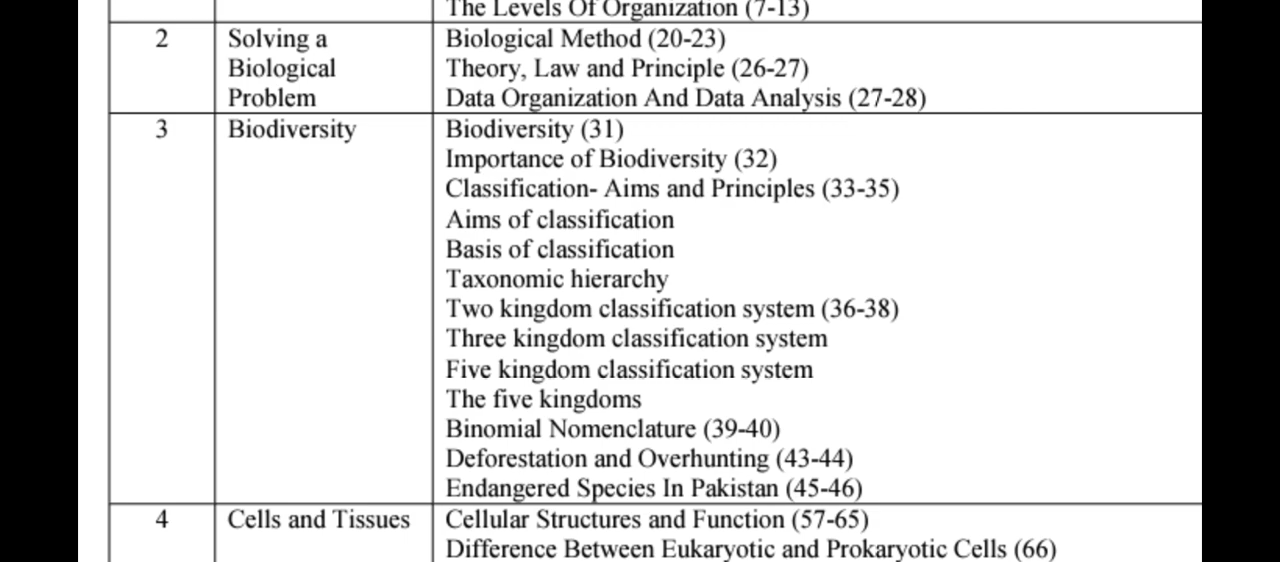 The Levels Of Organization (7-13)
2 Solving a Biological Method (20-23)
Biological Theory, Law and Principle (26-27)
Problem Data Organization And Data Analysis (27-28)
3 Biodiversity Biodiversity (31)
Importance of Biodiversity (32)
Classification- Aims and Principles (33-35)
Aims of classification
Basis of classification
Taxonomic hierarchy
Two kingdom classification system (36-38)
Three kingdom classification system
Five kingdom classification system
The five kingdoms
Binomial Nomenclature (39-40)
Deforestation and Overhunting (43-44)
Endangered Species In Pakistan (45-46)
4 Cells and Tissues Cellular Structures and Function (57-65)
Difference Between Eukaryotic and Prokaryotic Cells (66)